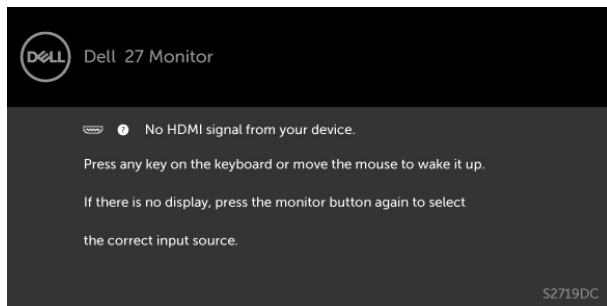 DELL
Dell 27 Monitor
? No HDMI signal from your device.
Press any key on the keyboard or move the mouse to wake it up.
If there is no display, press the monitor button again to select
the correct input source.
S2719DC